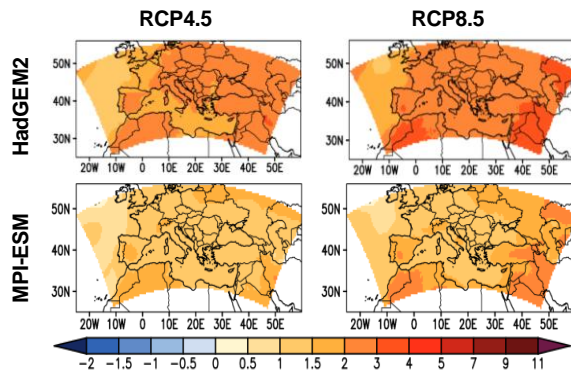 RCP4.5 RCP8.5
HadGEM2
50N 50N
40N 40N
30N 30N
20W 10W 0 10E 20E 30E 40E 50E 20W 10W 0 10E 20E 30E 40E 50E
MPI-ESM
50N 50N
40N 40N
30N 30N
20W 10W 0 10E 20E 30E 40E 50E 20W 10W 0 10E 20E 30E 40E 50E
-2 -1.5 -1 -0.5 0 0.5 1 1.5 2 3 4 5 7 9 11